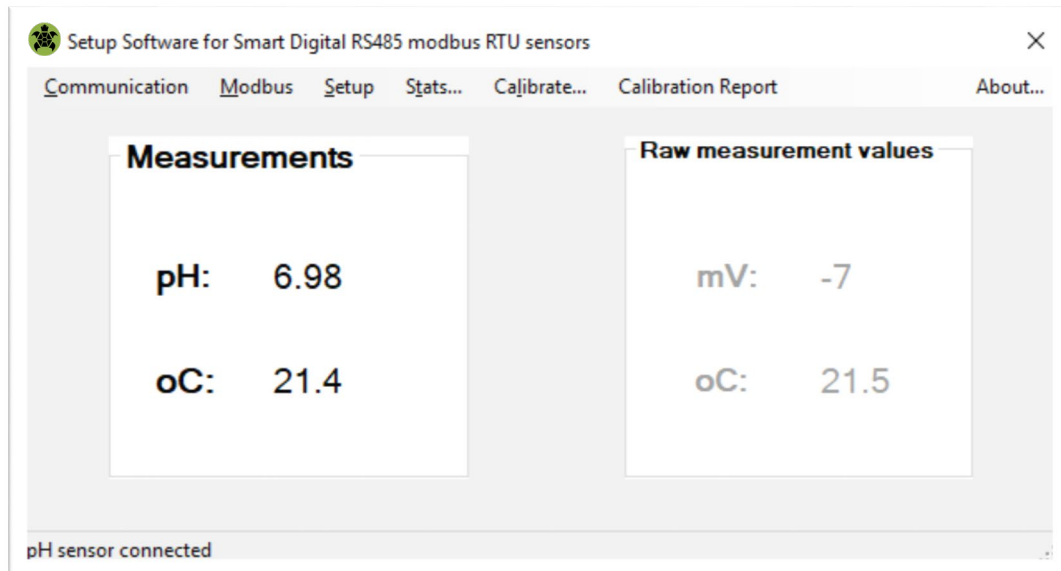 Setup Software for Smart Digital RS485 modbus RTU sensors
Communication Modbus Setup Stats... Calibrate... Calibration Report About...
Measurements
pH: 6.98
oC: 21.4
Raw measurement values
mV: -7
oC: 21.5
pH sensor connected